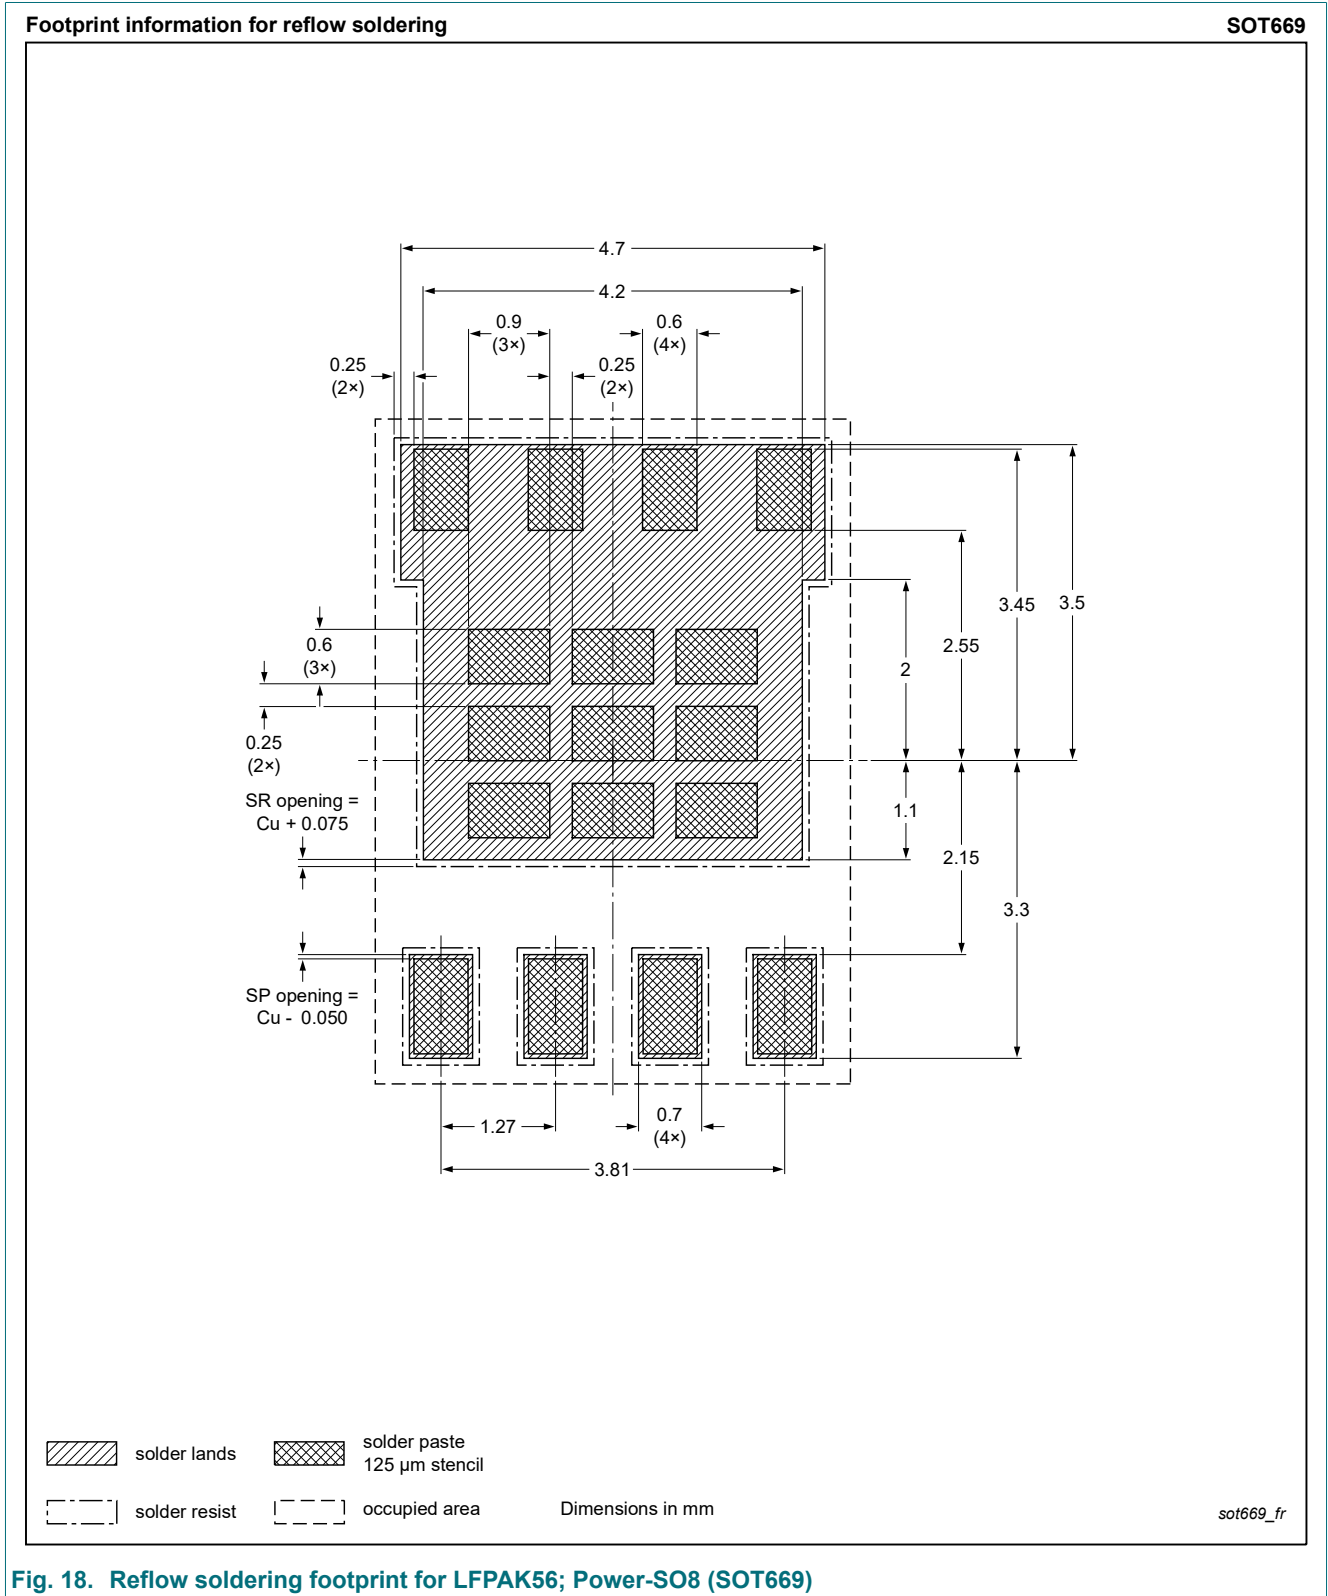 Footprint information for reflow soldering SOT669
4.7
4.2
0.9
(3×)
0.6
(4×)
0.25
(2×)
0.25
(2×)
3.45
3.5
2.55
2
0.6
(3×)
0.25
(2×)
SR opening =
Cu + 0.075
1.1
2.15
3.3
SP opening =
Cu - 0.050
1.27
0.7
(4×)
3.81
solder lands
solder paste
125 µm stencil
solder resist
occupied area
Dimensions in mm
sot669_fr
Fig. 18. Reflow soldering footprint for LFPAK56; Power-SO8 (SOT669)